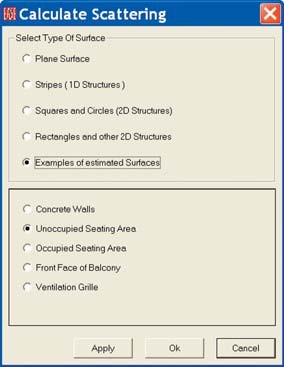 Calculate Scattering
Select Type Of Surface
Plane Surface
Stripes ( 1D Structures )
Squares and Circles (2D Structures)
Rectangles and other 2D Structures
Examples of estimated Surfaces
Concrete Walls
Unoccupied Seating Area
Occupied Seating Area
Front Face of Balcony
Ventilation Grille
Apply
Ok
Cancel